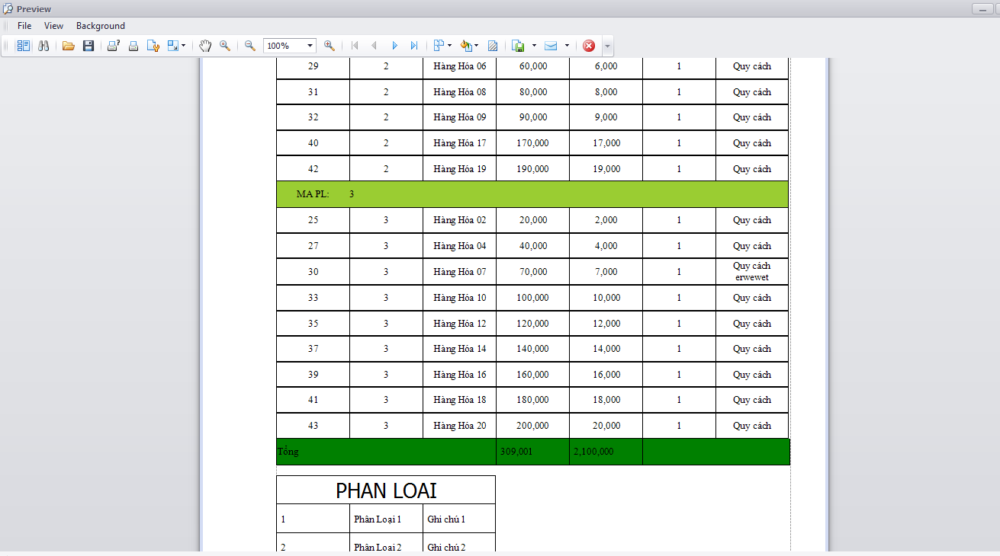 Preview
File View Background
100%
29 2 Hàng Hóa 06 60,000 6,000 1 Quy cách
31 2 Hàng Hóa 08 80,000 8,000 1 Quy cách
32 2 Hàng Hóa 09 90,000 9,000 1 Quy cách
40 2 Hàng Hóa 17 170,000 17,000 1 Quy cách
42 2 Hàng Hóa 19 190,000 19,000 1 Quy cách
MA PL: 3
25 3 Hàng Hóa 02 20,000 2,000 1 Quy cách
27 3 Hàng Hóa 04 40,000 4,000 1 Quy cách
30 3 Hàng Hóa 07 70,000 7,000 1 Quy cách
erwewet
33 3 Hàng Hóa 10 100,000 10,000 1 Quy cách
35 3 Hàng Hóa 12 120,000 12,000 1 Quy cách
37 3 Hàng Hóa 14 140,000 14,000 1 Quy cách
39 3 Hàng Hóa 16 160,000 16,000 1 Quy cách
41 3 Hàng Hóa 18 180,000 18,000 1 Quy cách
43 3 Hàng Hóa 20 200,000 20,000 1 Quy cách
Tổng 309,001 2,100,000
PHAN LOAI
1 Phân Loại 1 Ghi chú 1
2 Phân Loại 2 Ghi chú 2